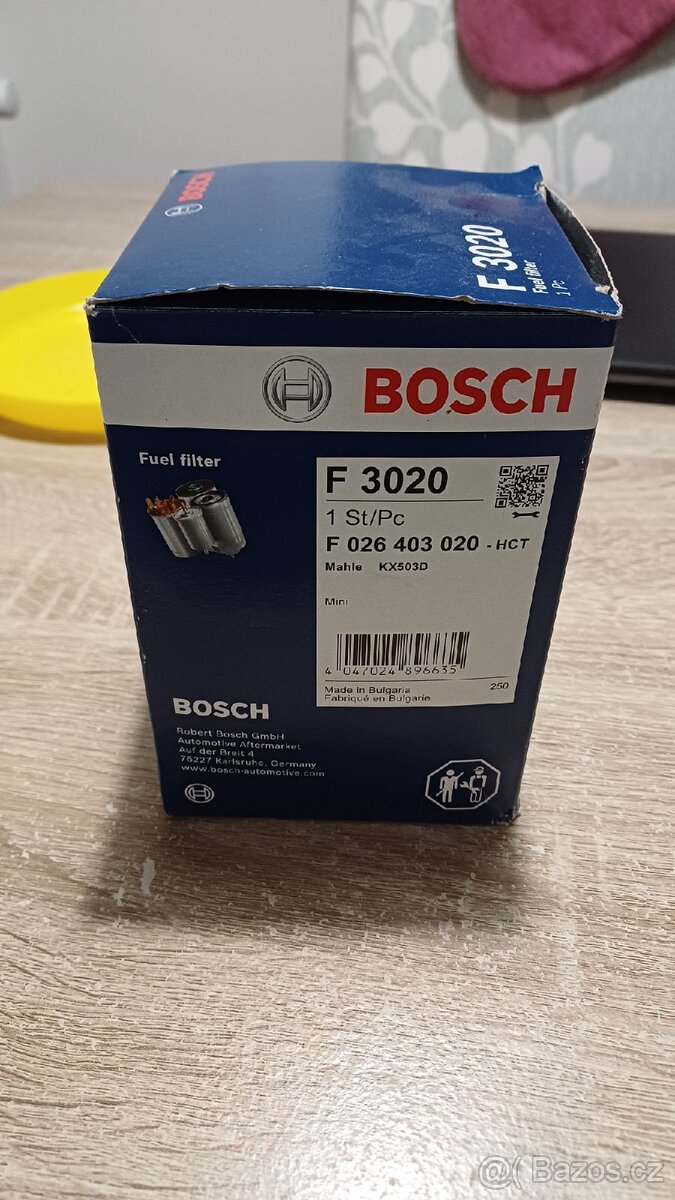 BOSCH
F 3020
Fuel filter
1 Pc
BOSCH
Fuel filter
F 3020
1 St/Pc
F 026 403 020 - HCT
Mahle KX503D
Mini
4 047024 896635
Made in Bulgaria
Fabriqué en Bulgarie
250
BOSCH
Robert Bosch GmbH
Automotive Aftermarket
Auf der Breit 4
76227 Karlsruhe, Germany
www.bosch-automotive.com
@ Bazos.cz